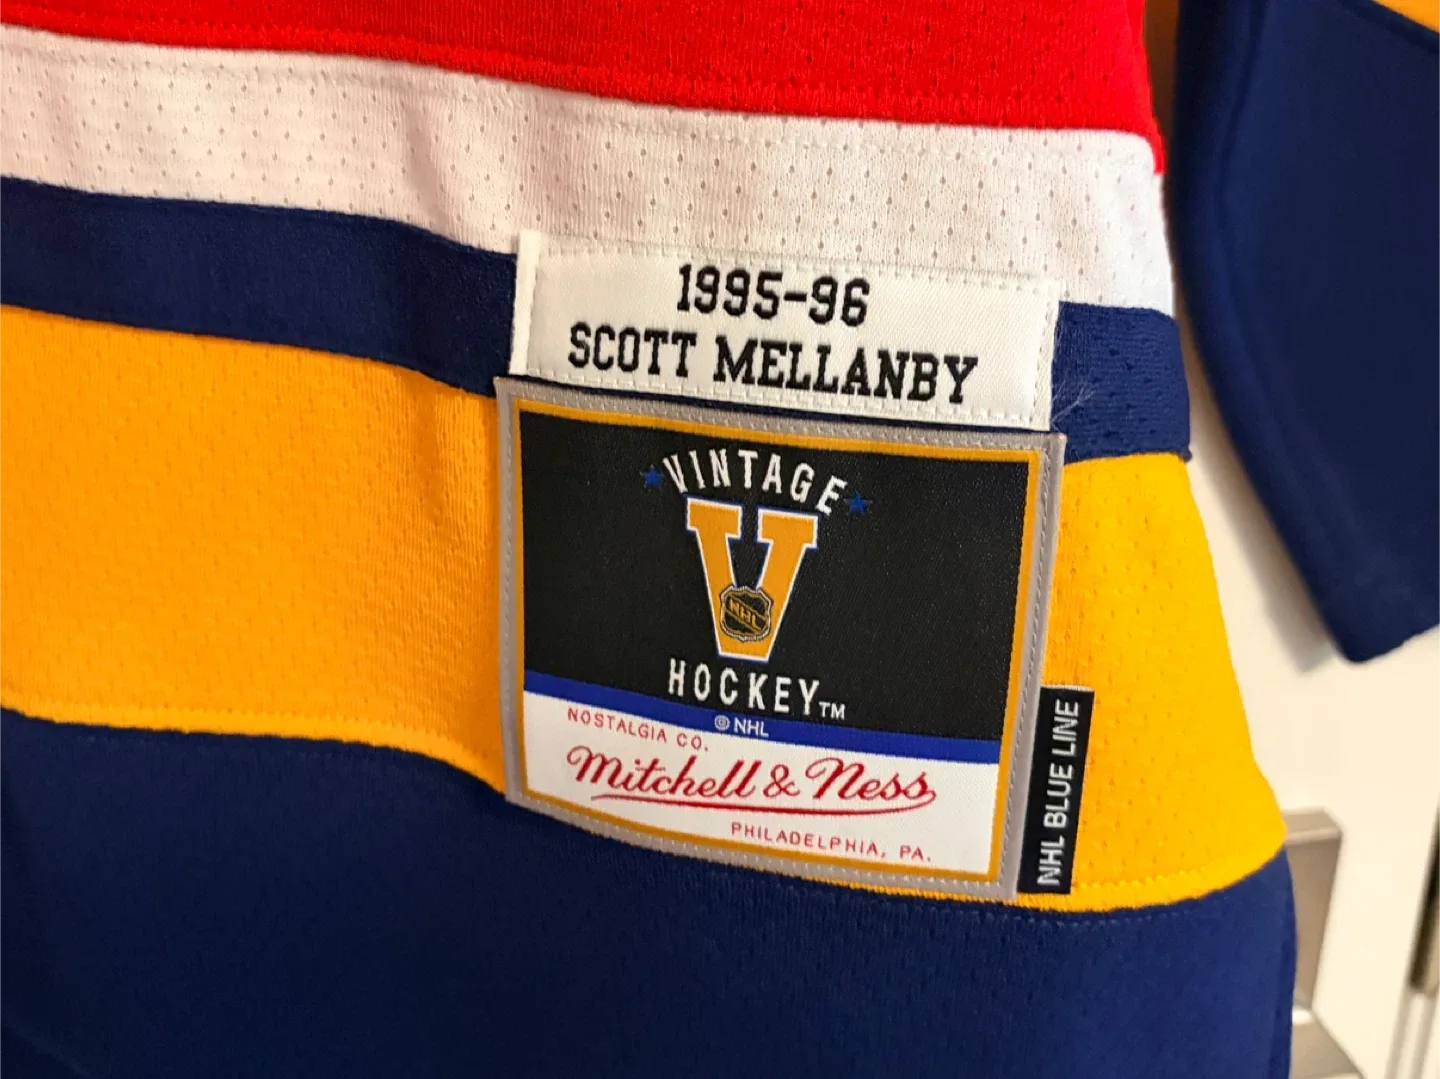 1995-96
SCOTT MELLANBY
VINTAGE
NHL
HOCKEY™
© NHL
NOSTALGIA CO.
Mitchell & Ness
PHILADELPHIA, PA.
NHL BLUE LINE